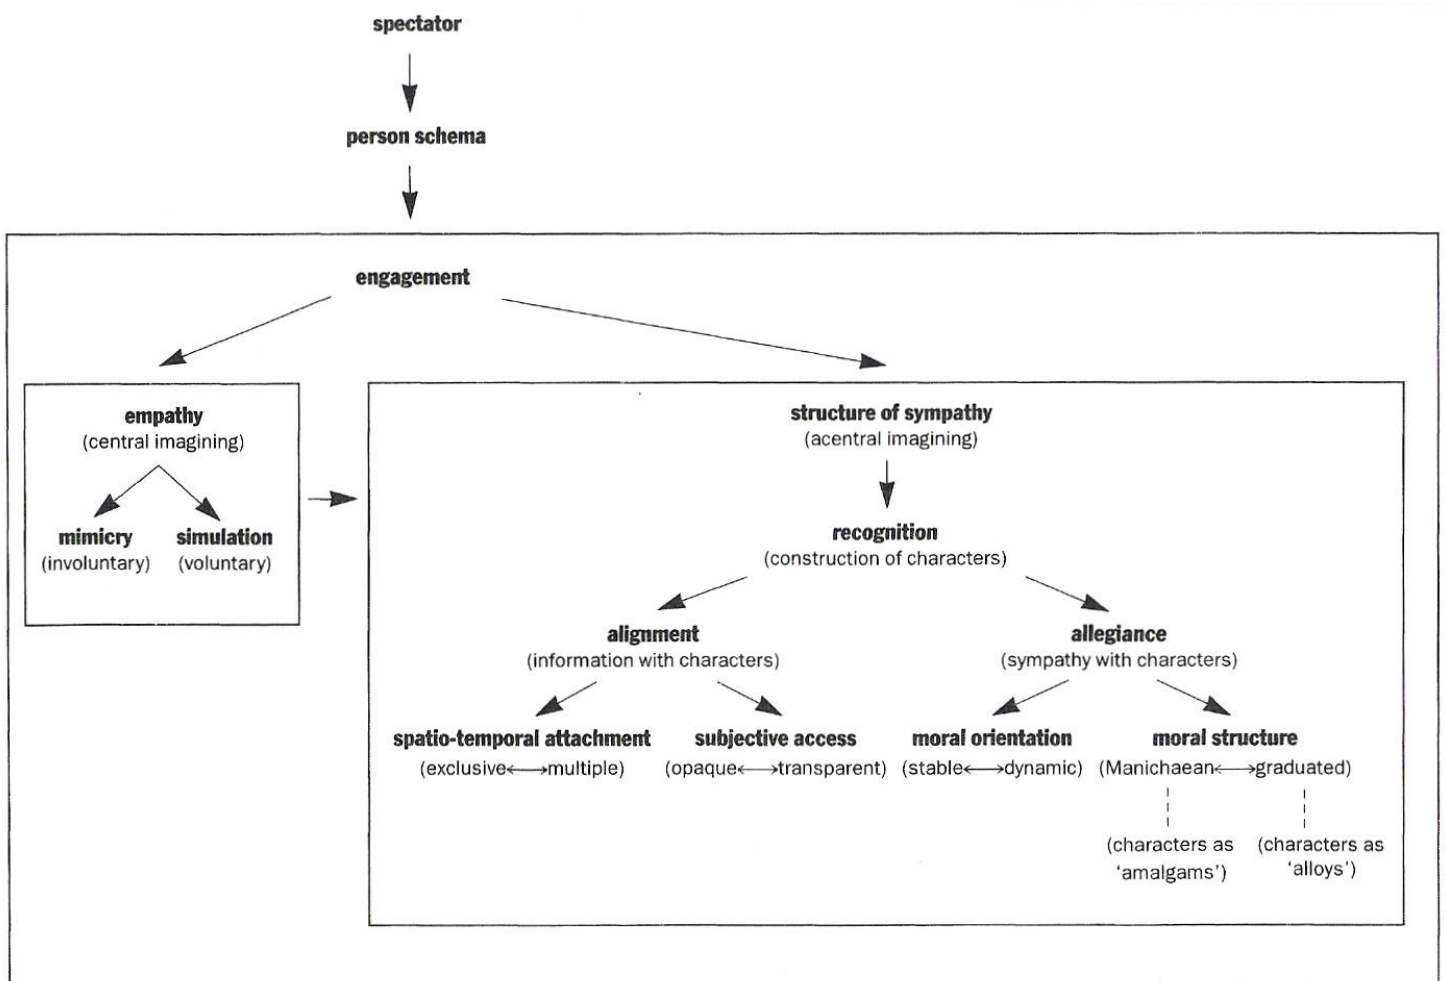 spectator
person schema
engagement
empathy
(central imagining)
mimicry
(involuntary)
simulation
(voluntary)
structure of sympathy
(acentral imagining)
recognition
(construction of characters)
alignment
(information with characters)
allegiance
(sympathy with characters)
spatio-temporal attachment
(exclusive⟷multiple)
subjective access
(opaque⟷transparent)
moral orientation
(stable⟷dynamic)
moral structure
(Manichaean⟷graduated)
(characters as
‘amalgams’)
(characters as
‘alloys’)